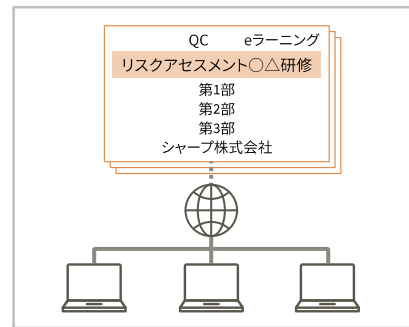 QC eラーニング
リスクアセスメント○△研修
第1部
第2部
第3部
シャープ株式会社